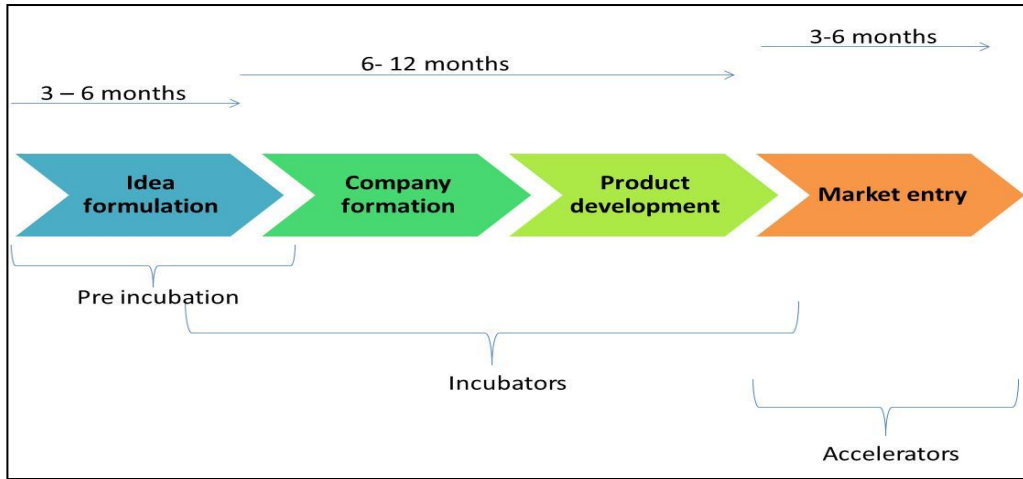 3-6 months
6- 12 months
3 – 6 months
Idea
formulation
Company
formation
Product
development
Market entry
Pre incubation
Incubators
Accelerators